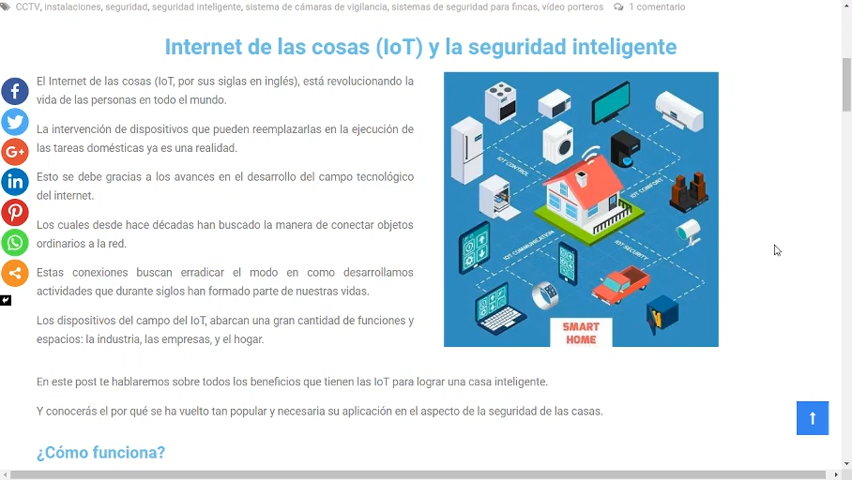 CCTV, instalaciones, seguridad, seguridad inteligente, sistema de cámaras de vigilancia, sistemas de seguridad para fincas, vídeo porteros 1 comentario
Internet de las cosas (IoT) y la seguridad inteligente
El Internet de las cosas (IoT, por sus siglas en inglés), está revolucionando la
vida de las personas en todo el mundo.
La intervención de dispositivos que pueden reemplazarlas en la ejecución de
las tareas domésticas ya es una realidad.
Esto se debe gracias a los avances en el desarrollo del campo tecnológico
del internet.
Los cuales desde hace décadas han buscado la manera de conectar objetos
ordinarios a la red.
Estas conexiones buscan erradicar el modo en como desarrollamos
actividades que durante siglos han formado parte de nuestras vidas.
Los dispositivos del campo del IoT, abarcan una gran cantidad de funciones y
espacios: la industria, las empresas, y el hogar.
IOT CONTROL
IOT COMFORT
IOT COMMUNICATION
IOT SECURITY
SMART
HOME
En este post te hablaremos sobre todos los beneficios que tienen las IoT para lograr una casa inteligente.
Y conocerás el por qué se ha vuelto tan popular y necesaria su aplicación en el aspecto de la seguridad de las casas.
¿Cómo funciona?